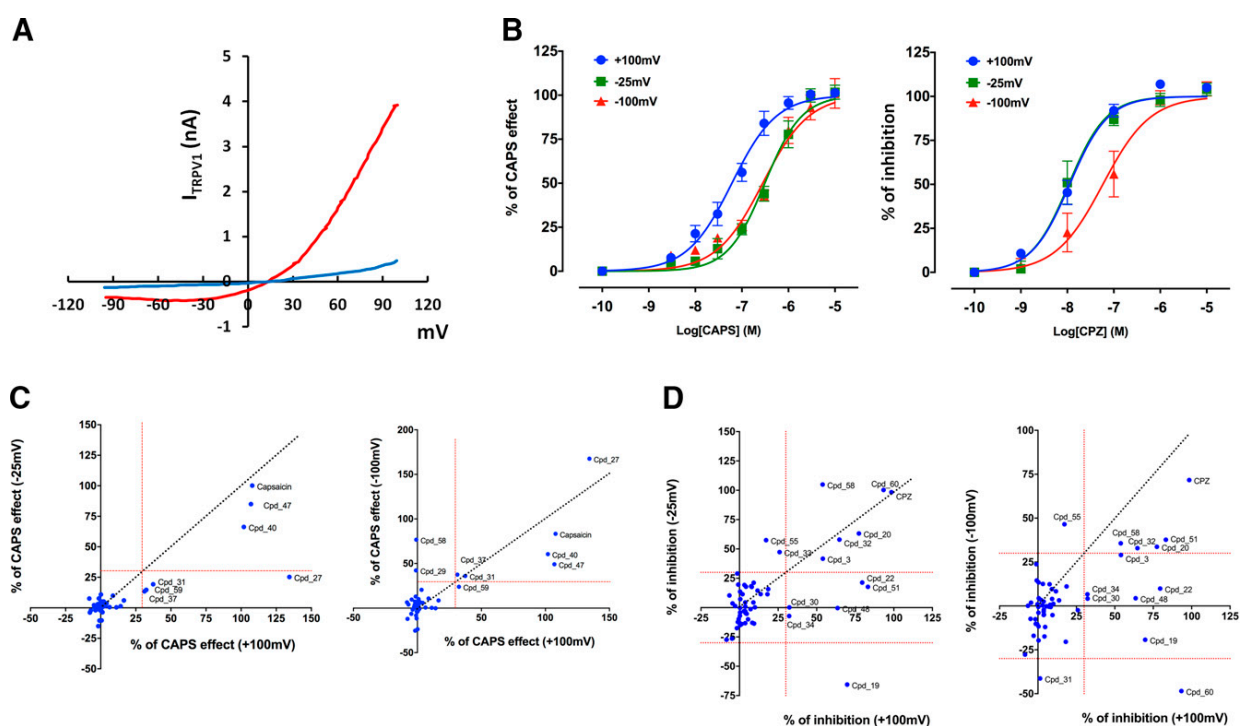 A
I_TRPV1 (nA)
5
4
3
2
1
0
-1
-120
-90
-60
-30
0
30
60
90
120
mV
B
% of CAPS effect
125
100
75
50
25
0
+100mV
-25mV
-100mV
-10
-9
-8
-7
-6
-5
Log[CAPS] (M)
% of inhibition
125
100
75
50
25
0
+100mV
-25mV
-100mV
-10
-9
-8
-7
-6
-5
Log[CPZ] (M)
C
% of CAPS effect (-25mV)
150
125
100
75
50
25
-25
-50
-50
-25
0
25
50
75
100
125
150
Capsaicin
Cpd_47
Cpd_40
Cpd_27
Cpd_31
Cpd_59
Cpd_37
% of CAPS effect (+100mV)
% of CAPS effect (-100mV)
200
150
100
50
-50
-50
0
50
100
150
Cpd_27
Cpd_58
Capsaicin
Cpd_40
Cpd_47
Cpd_29
Cpd_37
Cpd_31
Cpd_59
% of CAPS effect (+100mV)
D
% of inhibition (-25mV)
150
125
100
75
50
25
0
-25
-50
-75
-25
25
50
75
100
125
Cpd_58
Cpd_60
CPZ
Cpd_20
Cpd_55
Cpd_32
Cpd_3
Cpd_22
Cpd_51
Cpd_30
Cpd_48
Cpd_34
Cpd_19
% of inhibition (+100mV)
% of inhibition (-100mV)
100
75
50
25
-25
-50
-25
0
25
50
75
100
125
CPZ
Cpd_55
Cpd_58
Cpd_32
Cpd_51
Cpd_20
Cpd_3
Cpd_34
Cpd_30
Cpd_22
Cpd_48
Cpd_19
Cpd_31
Cpd_60
% of inhibition (+100mV)